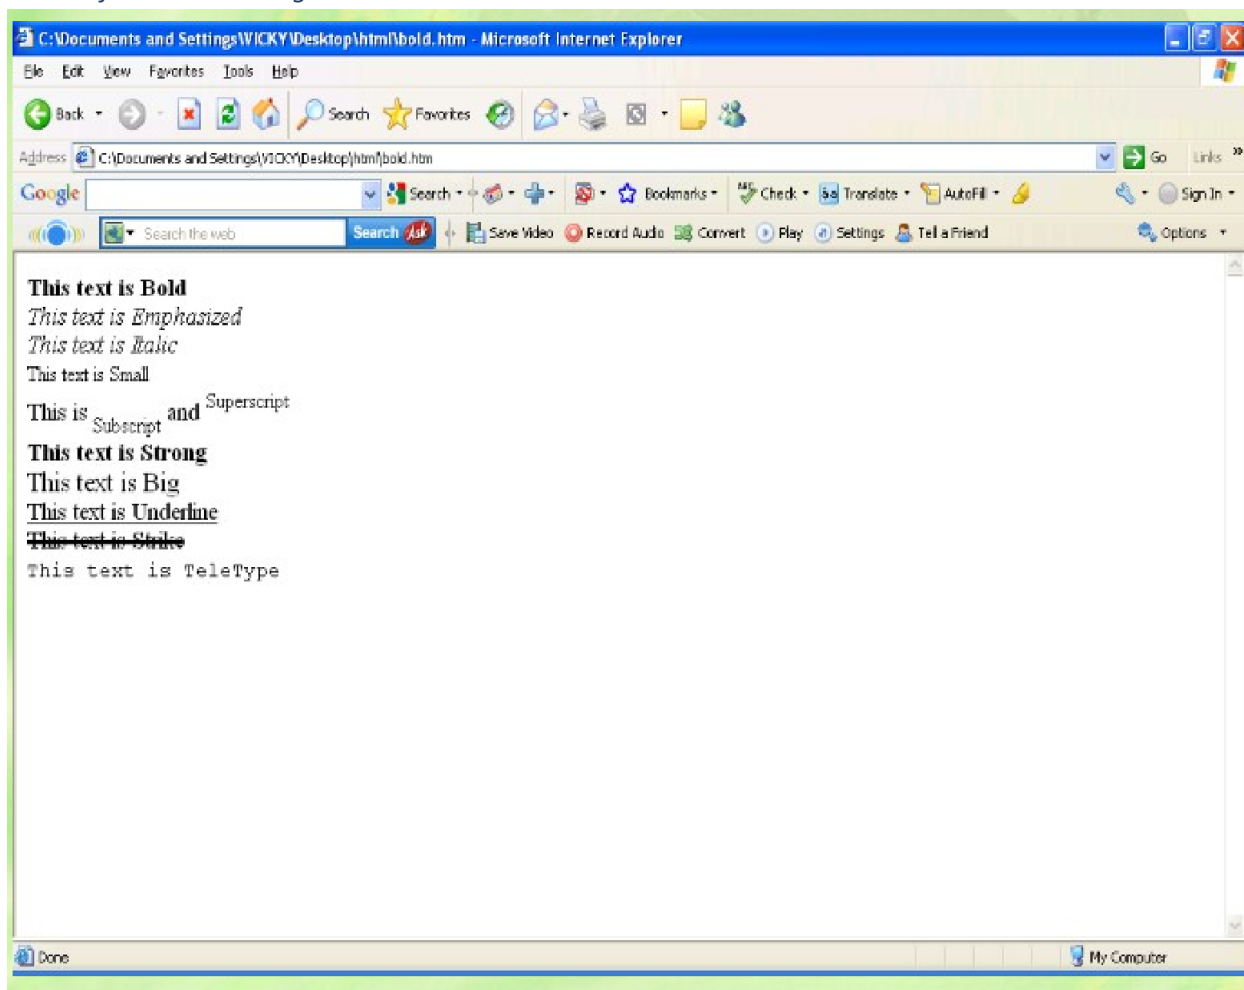 C:\Documents and Settings\VICKY\Desktop\html\bold.htm - Microsoft Internet Explorer
File Edit View Favorites Tools Help
Back Search Favorites
Address C:\Documents and Settings\VICKY\Desktop\html\bold.htm Go Links »
Google Search Bookmarks Check Translate AutoFill Sign In
Search the web Search Ask Save Video Record Audio Convert Play Settings Tell a Friend Options
This text is Bold
This text is Emphasized
This text is Italic
This text is Small
This is Subscript and Superscript
This text is Strong
This text is Big
This text is Underline
This text is Strike
This text is TeleType
Done My Computer